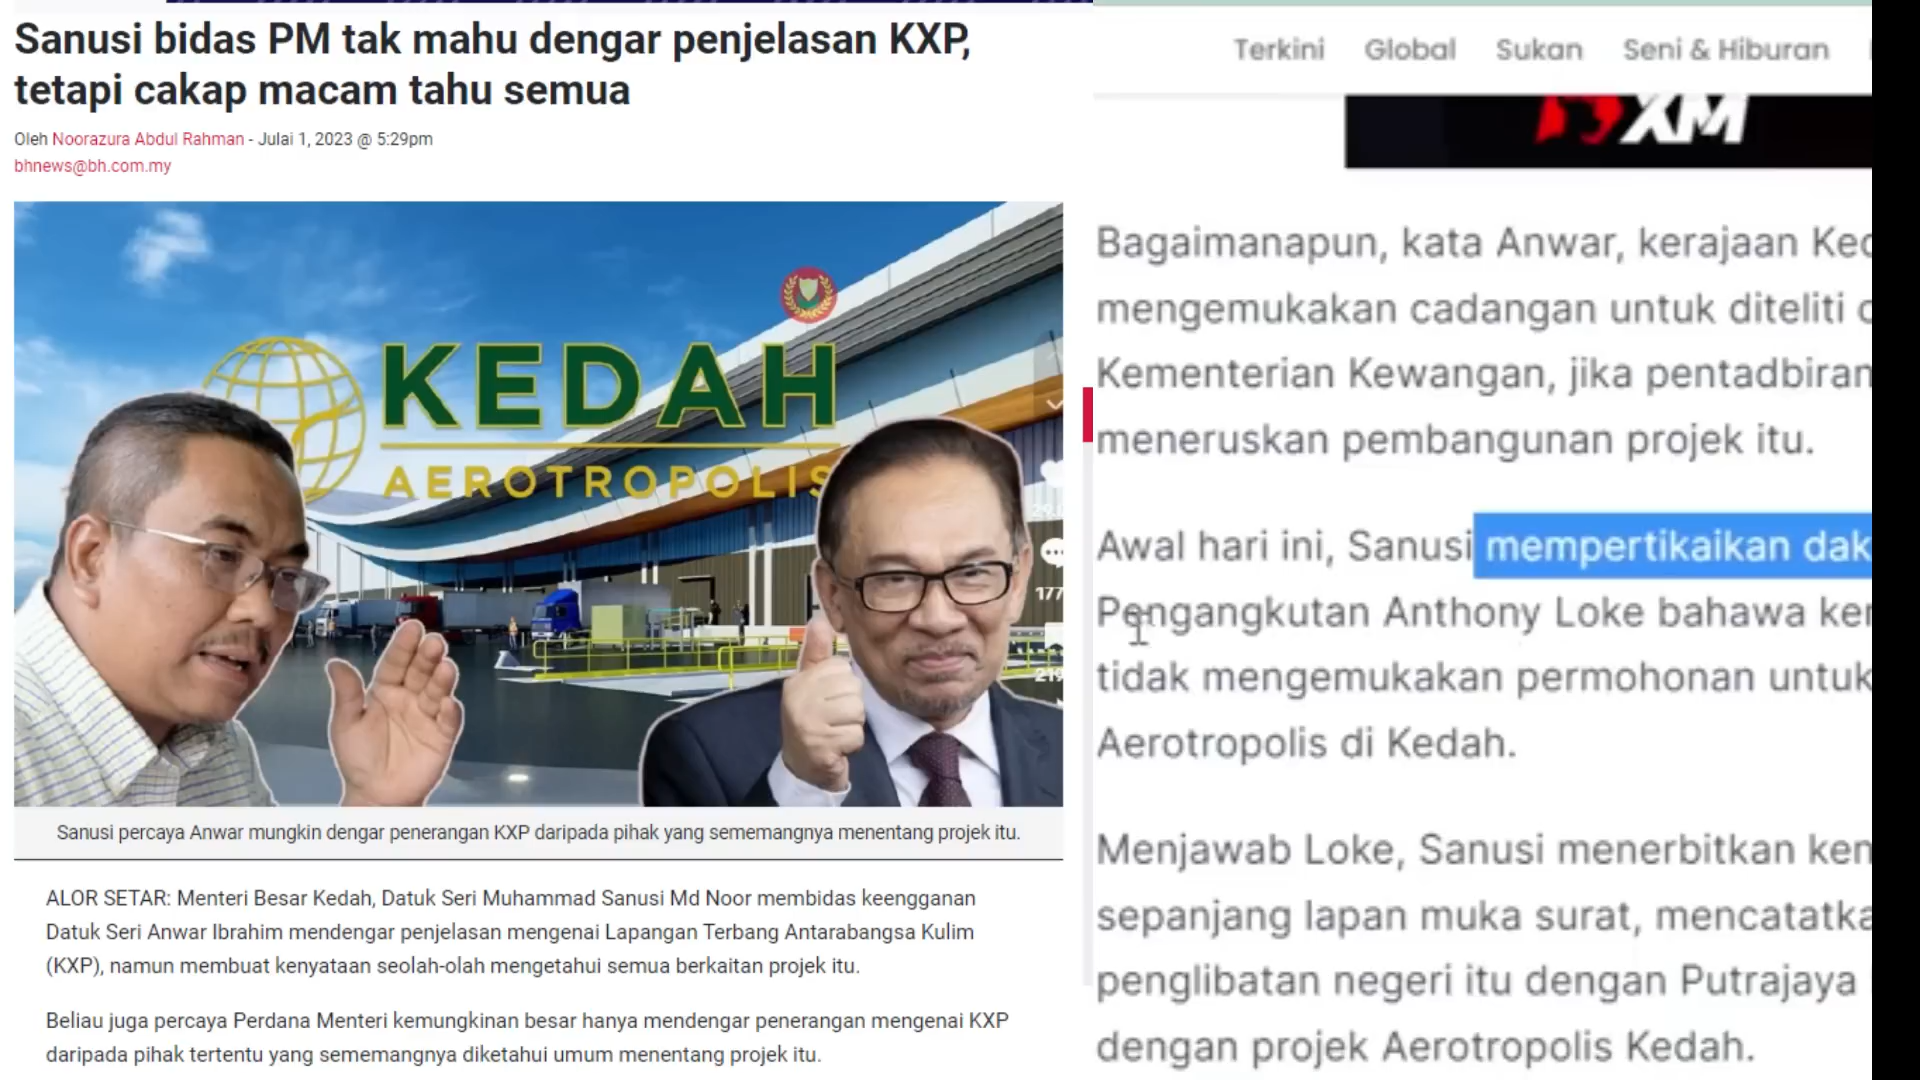 Sanusi bidas PM tak mahu dengar penjelasan KXP,
tetapi cakap macam tahu semua
Oleh Noorazura Abdul Rahman - Julai 1, 2023 @ 5:29pm
bhnews@bh.com.my
KEDAH
AEROTROPOLIS
177
219
Sanusi percaya Anwar mungkin dengar penerangan KXP daripada pihak yang sememangnya menentang projek itu.
ALOR SETAR: Menteri Besar Kedah, Datuk Seri Muhammad Sanusi Md Noor membidas keengganan
Datuk Seri Anwar Ibrahim mendengar penjelasan mengenai Lapangan Terbang Antarabangsa Kulim
(KXP), namun membuat kenyataan seolah-olah mengetahui semua berkaitan projek itu.
Beliau juga percaya Perdana Menteri kemungkinan besar hanya mendengar penerangan mengenai KXP
daripada pihak tertentu yang sememangnya diketahui umum menentang projek itu.
Terkini Global Sukan Seni & Hiburan
XM
Bagaimanapun, kata Anwar, kerajaan Ked
mengemukakan cadangan untuk diteliti
Kementerian Kewangan, jika pentadbiran
meneruskan pembangunan projek itu.
Awal hari ini, Sanusi mempertikaikan dak
Pengangkutan Anthony Loke bahawa ker
tidak mengemukakan permohonan untuk
Aerotropolis di Kedah.
Menjawab Loke, Sanusi menerbitkan ken
sepanjang lapan muka surat, mencatatka
penglibatan negeri itu dengan Putrajaya
dengan projek Aerotropolis Kedah.